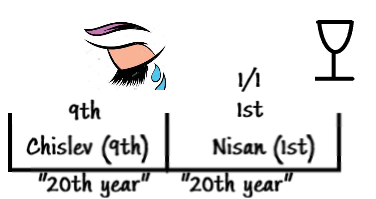 1/1
9th 1st
Chislev (9th) Nisan (1st)
"20th year" "20th year"